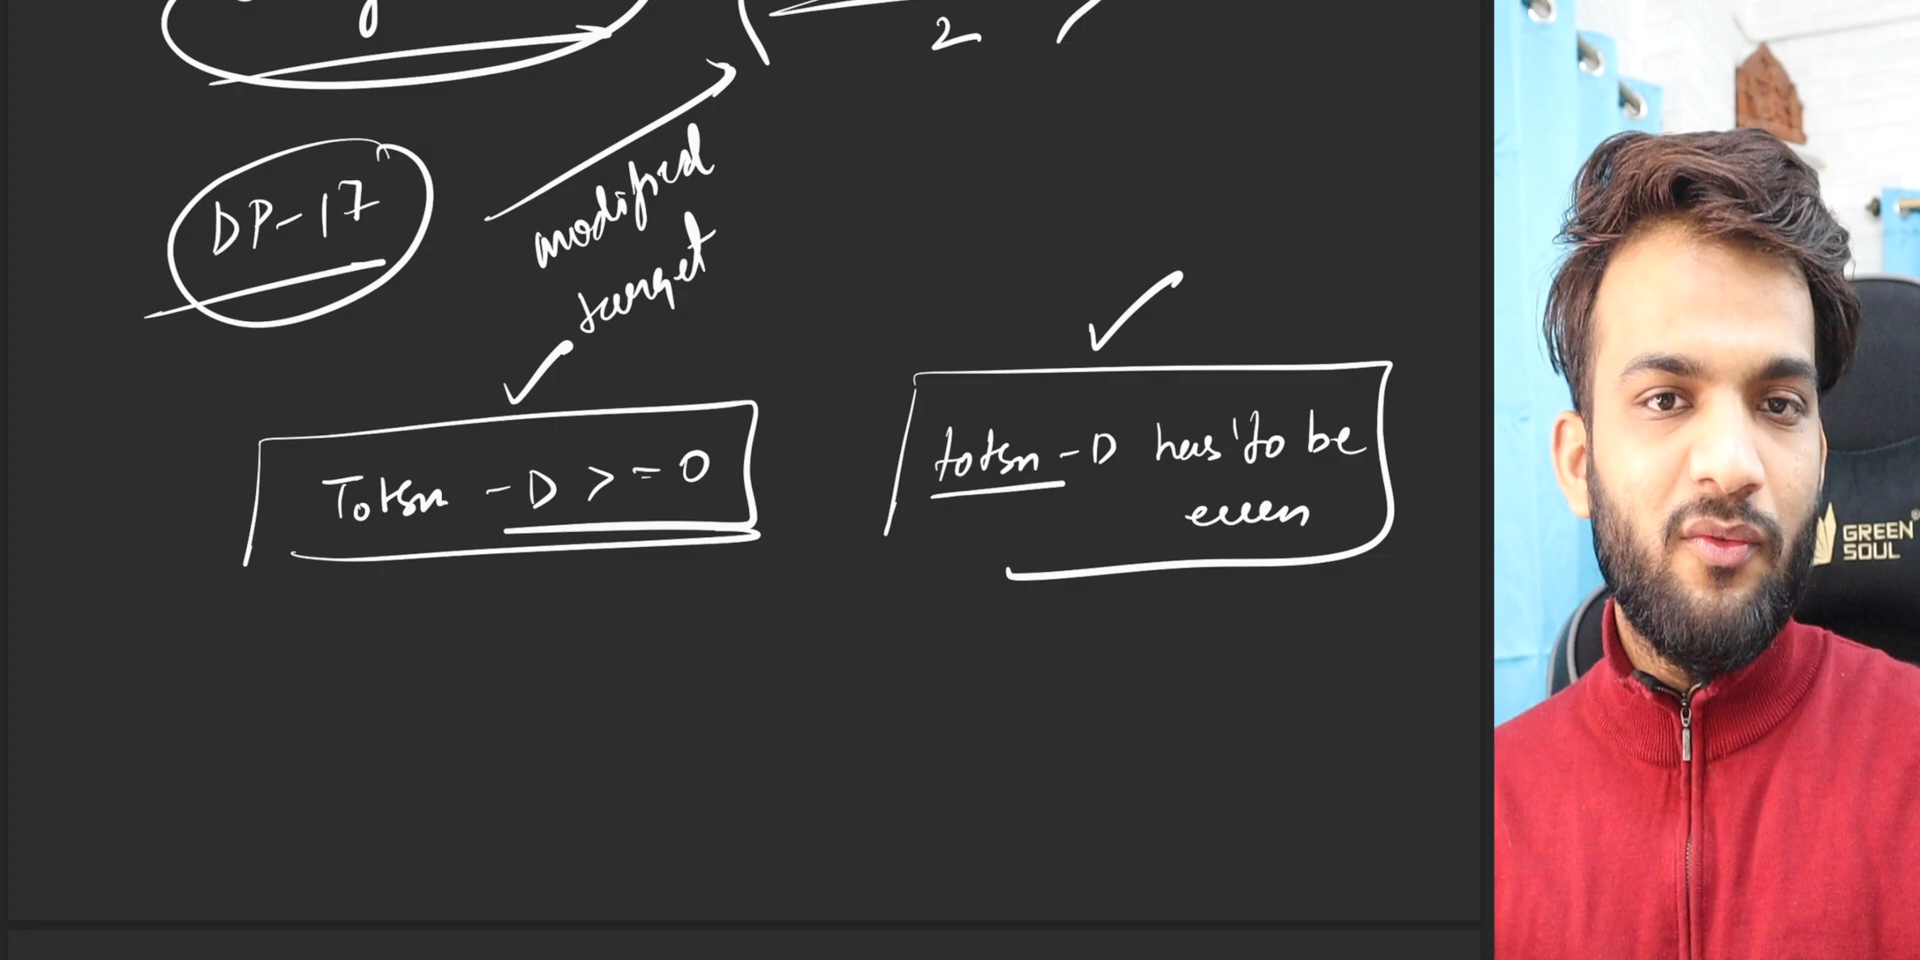 2
DP-17
modified
target
Totsm - D >= 0
totsm - D has to be
even
GREEN
SOUL